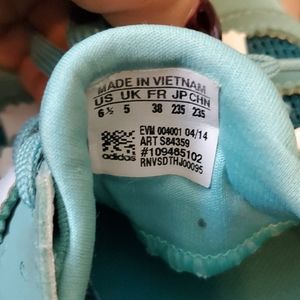 MADE IN VIETNAM
US UK FR JP CHN
6½ 5 38 235 235
EVM 004001 04/14
ART S84359
#109465102
adidas RNVSDTHJ00095